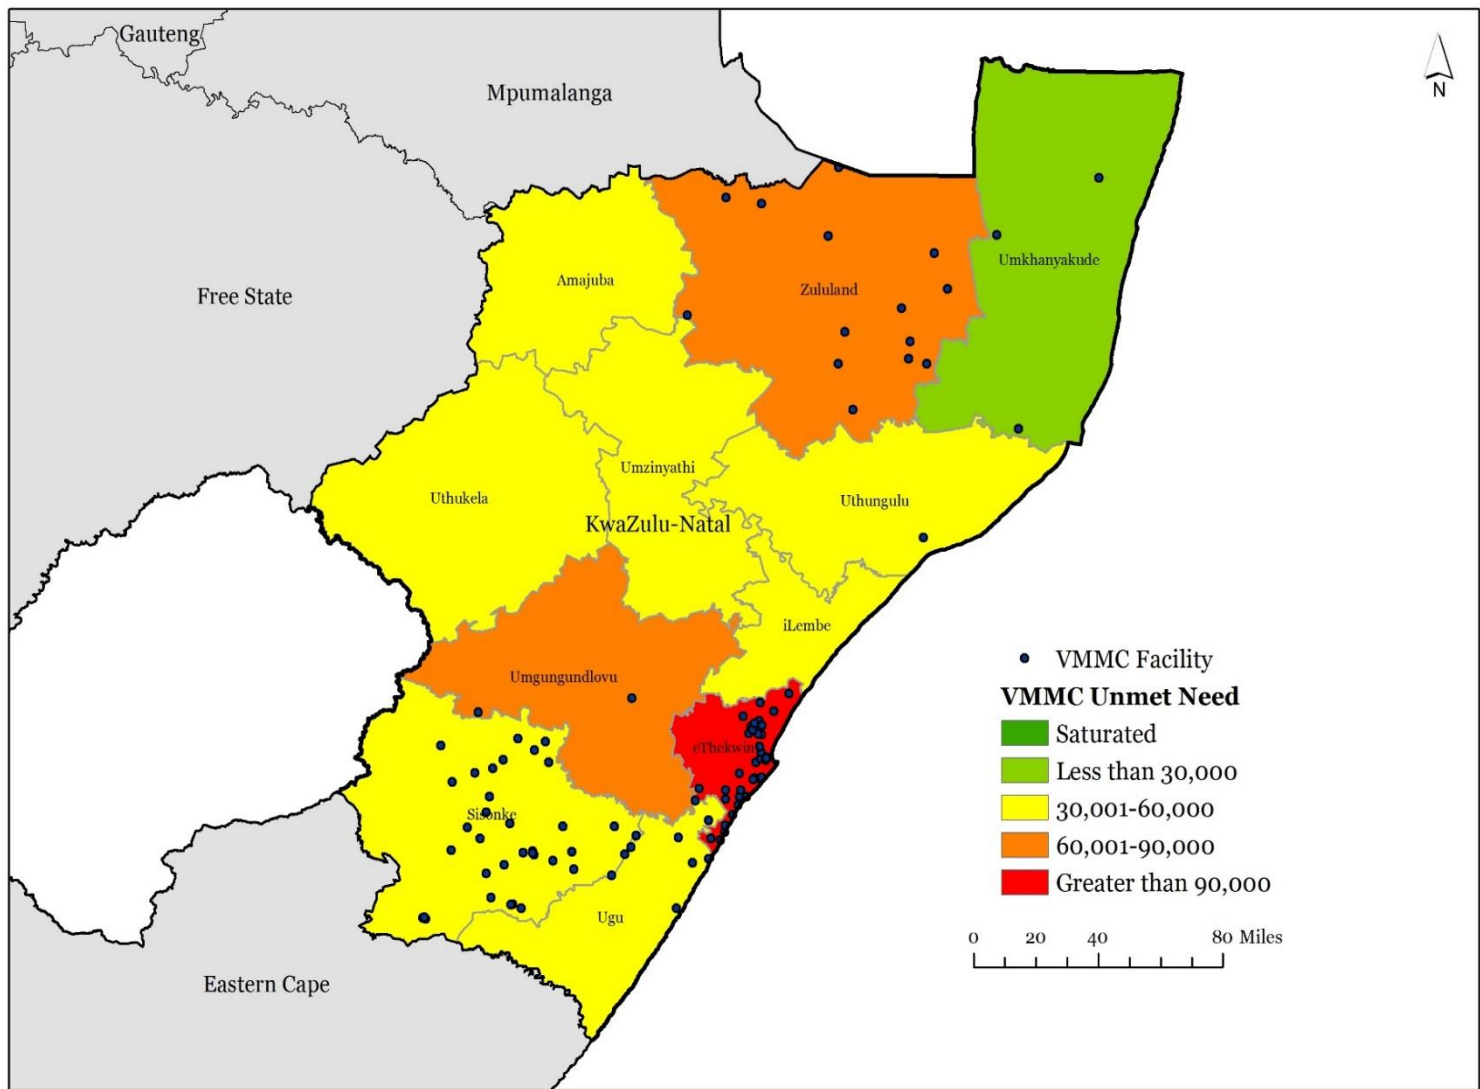 Gauteng
Mpumalanga
N
Free State
Amajuba
Zululand
Umkhanyakude
Umzinyathi
Uthukela
Uthungulu
KwaZulu-Natal
iLembe
Umgungundlovu
eThekwini
Sisonke
Ugu
Eastern Cape
VMMC Facility
VMMC Unmet Need
Saturated
Less than 30,000
30,001-60,000
60,001-90,000
Greater than 90,000
0 20 40 80 Miles